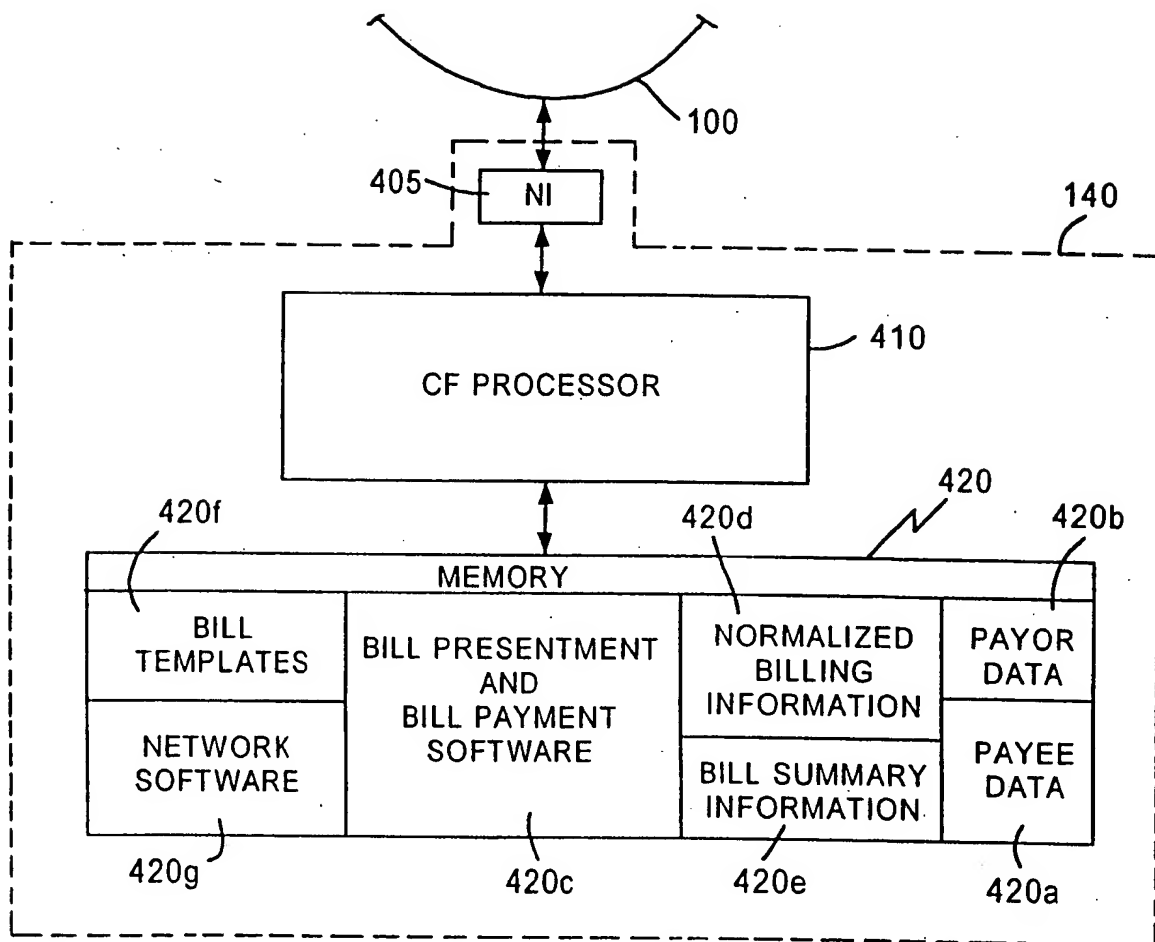 100
405
NI
140
410
CF PROCESSOR
420f
420d
420
420b
MEMORY
BILL
TEMPLATES
BILL PRESENTMENT
AND
BILL PAYMENT
SOFTWARE
NORMALIZED
BILLING
INFORMATION
PAYOR
DATA
NETWORK
SOFTWARE
BILL SUMMARY
INFORMATION
PAYEE
DATA
420g
420c
420e
420a